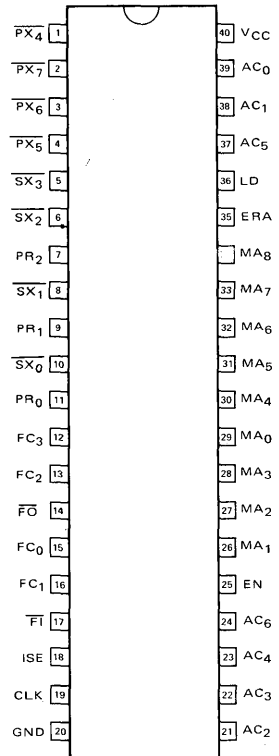 PX4 1 40 VCC
PX7 2 39 AC0
PX6 3 38 AC1
PX5 4 37 AC5
SX3 5 36 LD
SX2 6 35 ERA
PR2 7 MA8
SX1 8 33 MA7
PR1 9 32 MA6
SX0 10 31 MA5
PR0 11 30 MA4
FC3 12 29 MA0
FC2 13 28 MA3
FO 14 27 MA2
FC0 15 26 MA1
FC1 16 25 EN
FI 17 24 AC6
ISE 18 23 AC4
CLK 19 22 AC3
GND 20 21 AC2